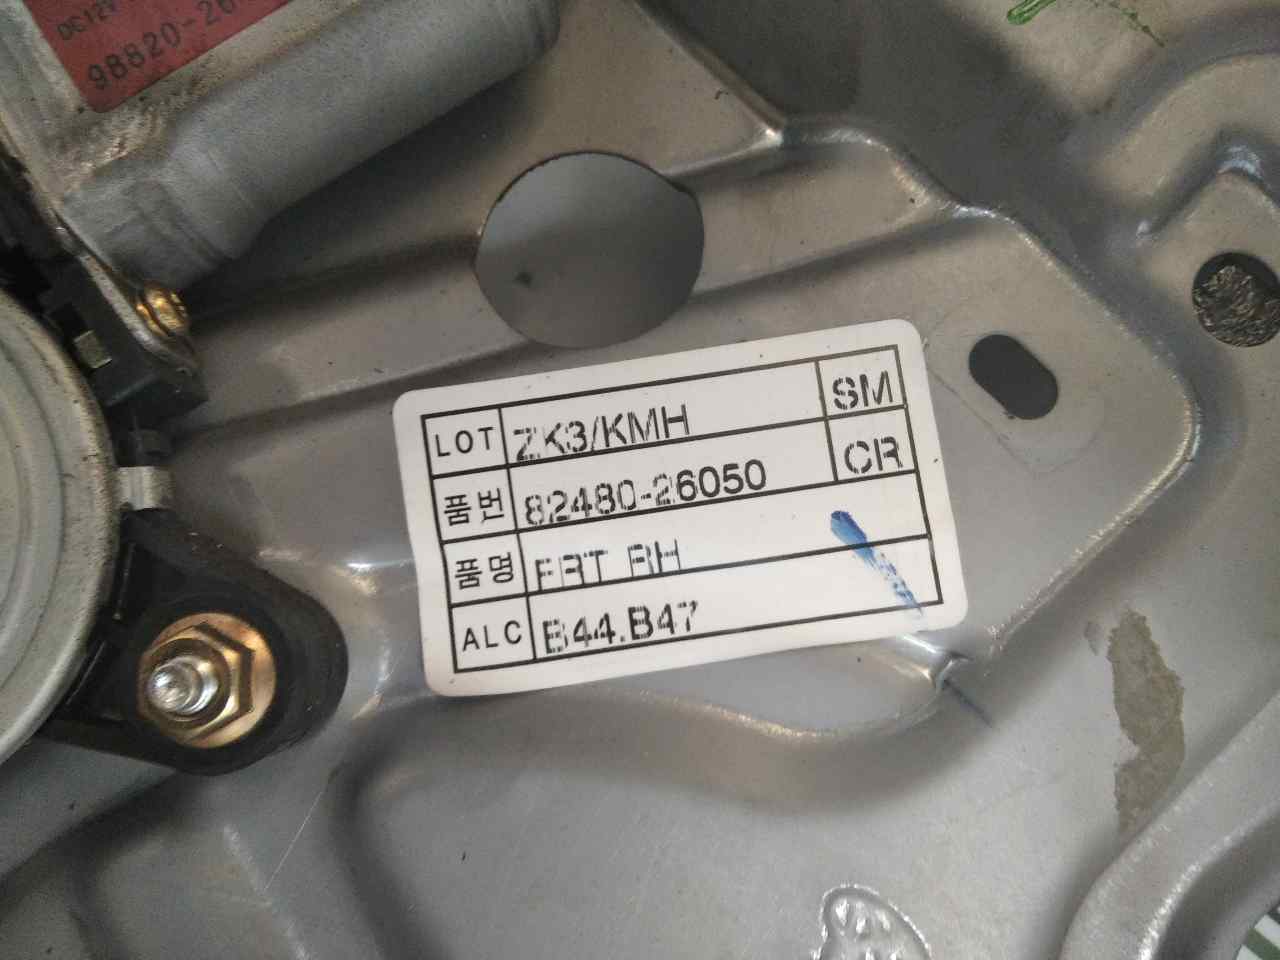 DC12V
98820-26
LOT ZK3/KMH SM
품번 82480-26050 CR
품명 FRT RH
ALC B44.B47